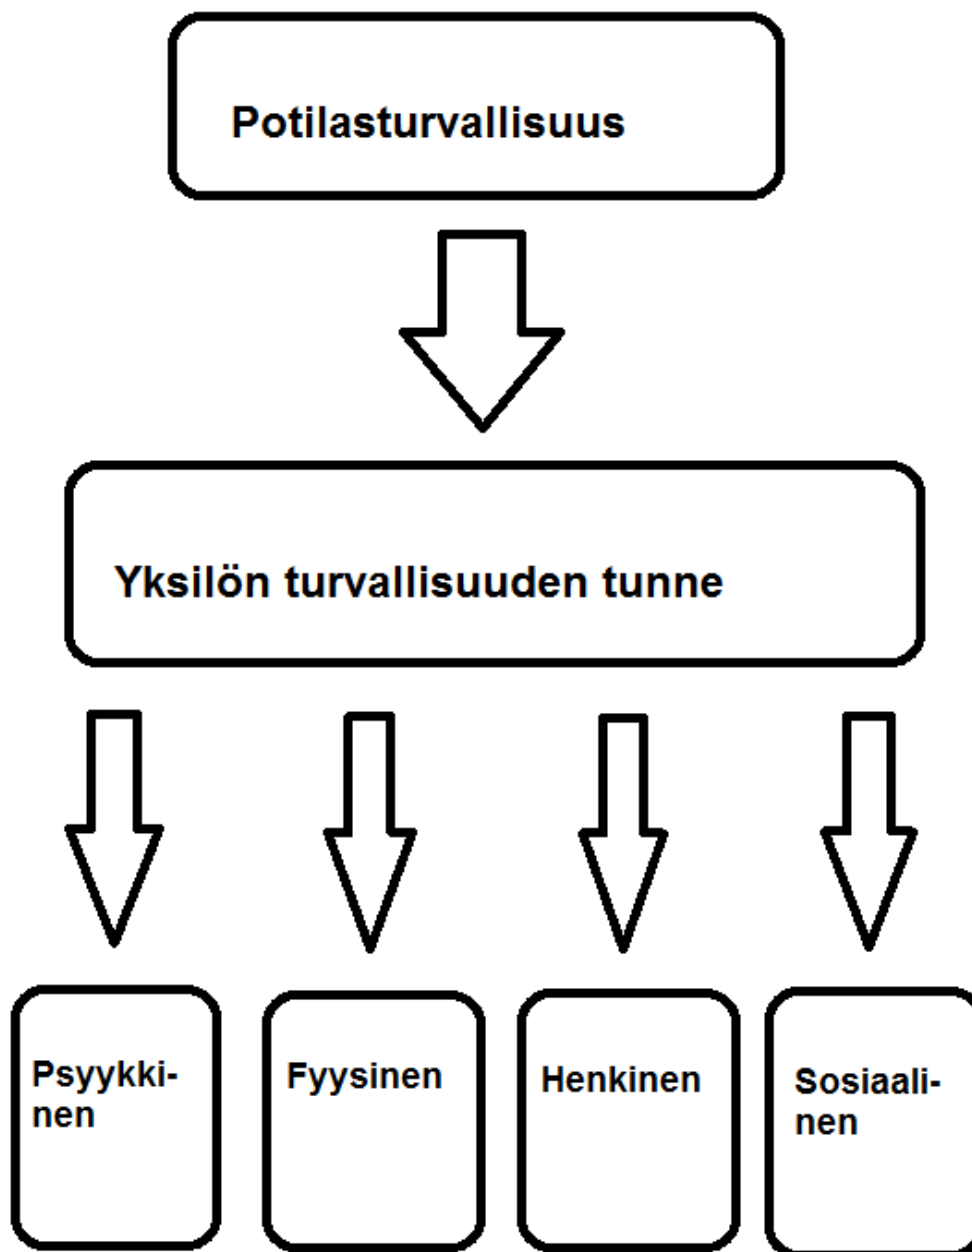 Potilasturvallisuus
Yksilön turvallisuuden tunne
Psyykki-
nen
Fyysinen
Henkinen
Sosiaali-
nen